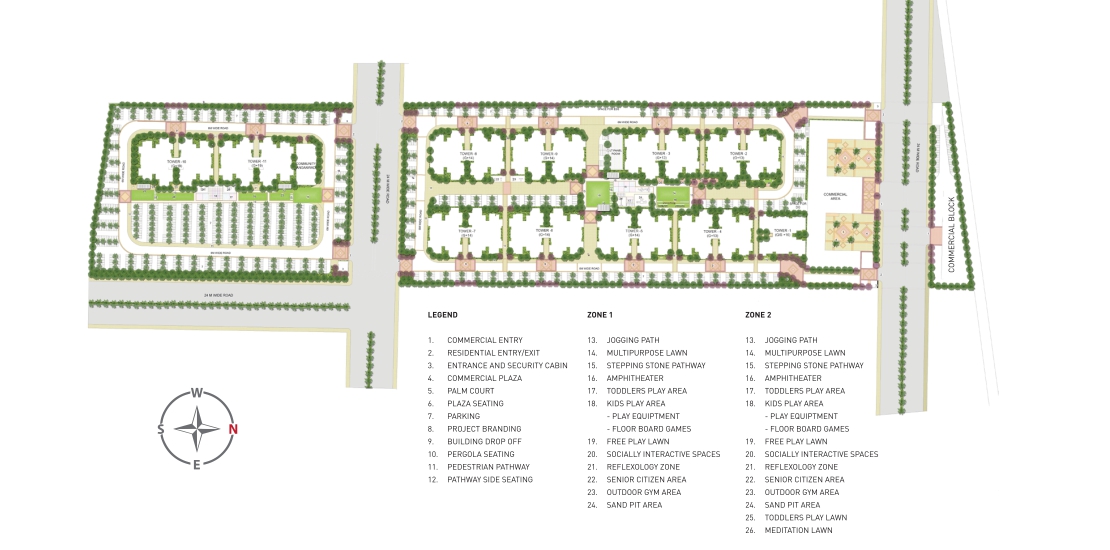 24 M WIDE ROAD
24 M WIDE ROAD
COMMERCIAL
AREA
COMMERCIAL BLOCK
LEGEND
1. COMMERCIAL ENTRY
2. RESIDENTIAL ENTRY/EXIT
3. ENTRANCE AND SECURITY CABIN
4. COMMERCIAL PLAZA
5. PALM COURT
6. PLAZA SEATING
7. PARKING
8. PROJECT BRANDING
9. BUILDING DROP OFF
10. PERGOLA SEATING
11. PEDESTRIAN PATHWAY
12. PATHWAY SIDE SEATING
ZONE 1
13. JOGGING PATH
14. MULTIPURPOSE LAWN
15. STEPPING STONE PATHWAY
16. AMPHITHEATER
17. TODDLERS PLAY AREA
18. KIDS PLAY AREA
- PLAY EQUIPTMENT
- FLOOR BOARD GAMES
19. FREE PLAY LAWN
20. SOCIALLY INTERACTIVE SPACES
21. REFLEXOLOGY ZONE
22. SENIOR CITIZEN AREA
23. OUTDOOR GYM AREA
24. SAND PIT AREA
ZONE 2
13. JOGGING PATH
14. MULTIPURPOSE LAWN
15. STEPPING STONE PATHWAY
16. AMPHITHEATER
17. TODDLERS PLAY AREA
18. KIDS PLAY AREA
- PLAY EQUIPTMENT
- FLOOR BOARD GAMES
19. FREE PLAY LAWN
20. SOCIALLY INTERACTIVE SPACES
21. REFLEXOLOGY ZONE
22. SENIOR CITIZEN AREA
23. OUTDOOR GYM AREA
24. SAND PIT AREA
25. TODDLERS PLAY LAWN
26. MEDITATION LAWN
W
S
N
E